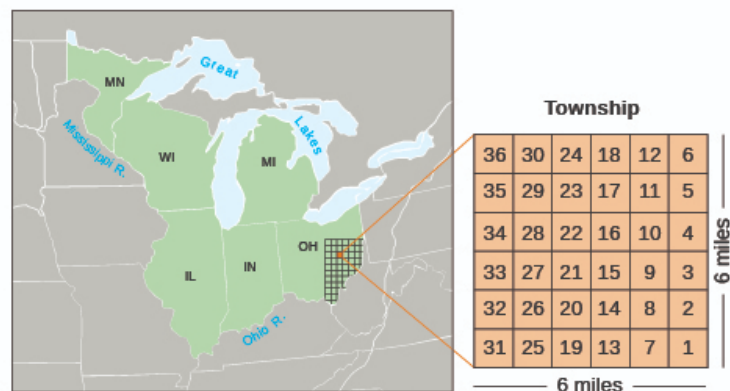 Great
Lakes
MN
WI
MI
Mississippi R.
OH
IL
IN
Ohio R.
Township
36 30 24 18 12 6
35 29 23 17 11 5
34 28 22 16 10 4
33 27 21 15 9 3
32 26 20 14 8 2
31 25 19 13 7 1
6 miles
6 miles